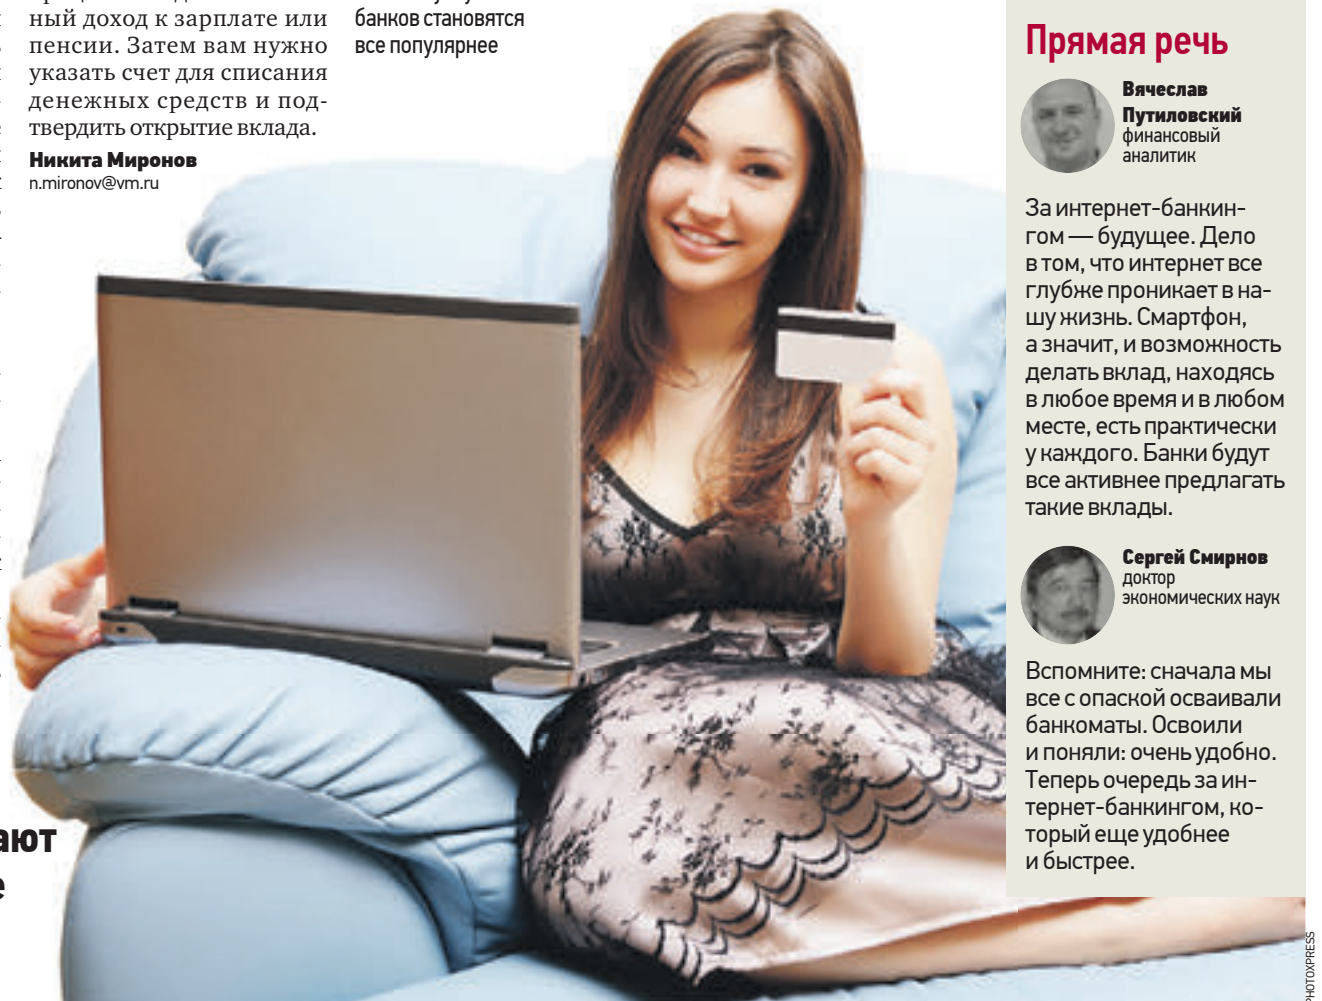 ный доход к зарплате или
пенсии. Затем вам нужно
указать счет для списания
денежных средств и под-
твердить открытие вклада.
Никита Миронов
n.mironov@vm.ru
банков становятся
все популярнее
ают
е
Прямая речь
Вячеслав
Путиловский
финансовый
аналитик
За интернет-банкин-
гом — будущее. Дело
в том, что интернет все
глубже проникает в на-
шу жизнь. Смартфон,
а значит, и возможность
делать вклад, находясь
в любое время и в любом
месте, есть практически
у каждого. Банки будут
все активнее предлагать
такие вклады.
Сергей Смирнов
доктор
экономических наук
Вспомните: сначала мы
все с опаской осваивали
банкоматы. Освоили
и поняли: очень удобно.
Теперь очередь за ин-
тернет-банкингом, ко-
торый еще удобнее
и быстрее.
PHOTOXPRESS